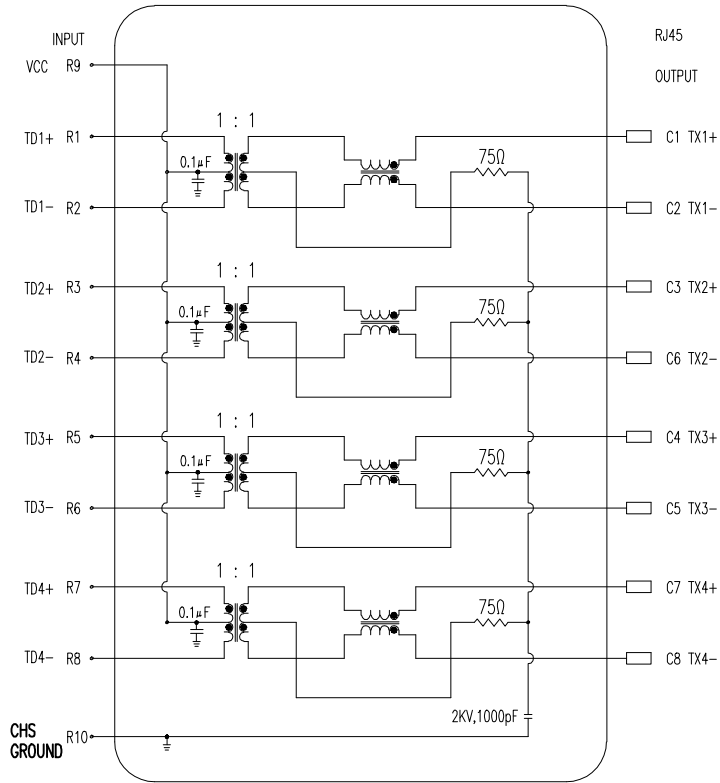 INPUT
RJ45
VCC R9
OUTPUT
1 : 1
TD1+ R1
C1 TX1+
0.1μF
75Ω
TD1- R2
C2 TX1-
1 : 1
TD2+ R3
C3 TX2+
0.1μF
75Ω
TD2- R4
C6 TX2-
1 : 1
TD3+ R5
C4 TX3+
0.1μF
75Ω
TD3- R6
C5 TX3-
1 : 1
TD4+ R7
C7 TX4+
0.1μF
75Ω
TD4- R8
C8 TX4-
2KV,1000pF
CHS
GROUND R10